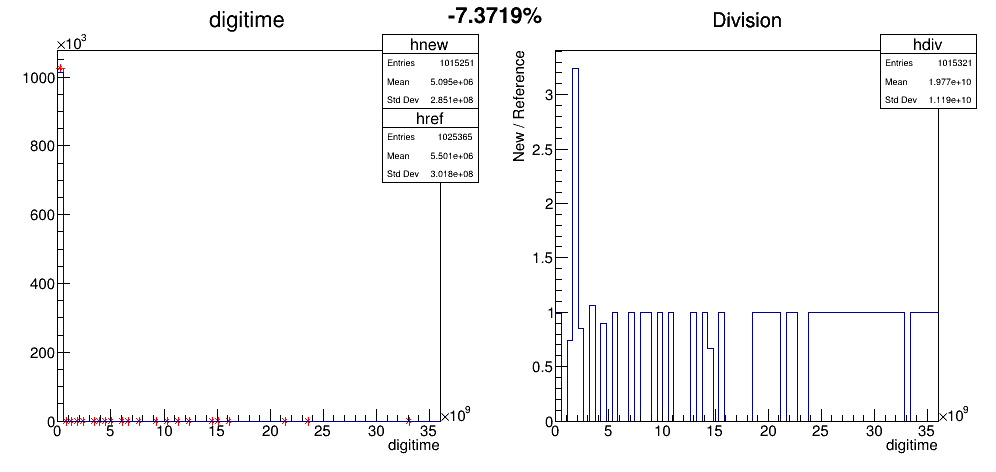 -7.3719%
digitime
×10³
hnew
Entries 1015251
Mean 5.095e+06
Std Dev 2.851e+08
href
Entries 1025365
Mean 5.501e+06
Std Dev 3.018e+08
1000
800
600
400
200
0
0 5 10 15 20 25 30 35 ×10⁹
digitime
Division
hdiv
Entries 1015321
Mean 1.977e+10
Std Dev 1.119e+10
New / Reference
3
2.5
2
1.5
1
0.5
0
0 5 10 15 20 25 30 35 ×10⁹
digitime